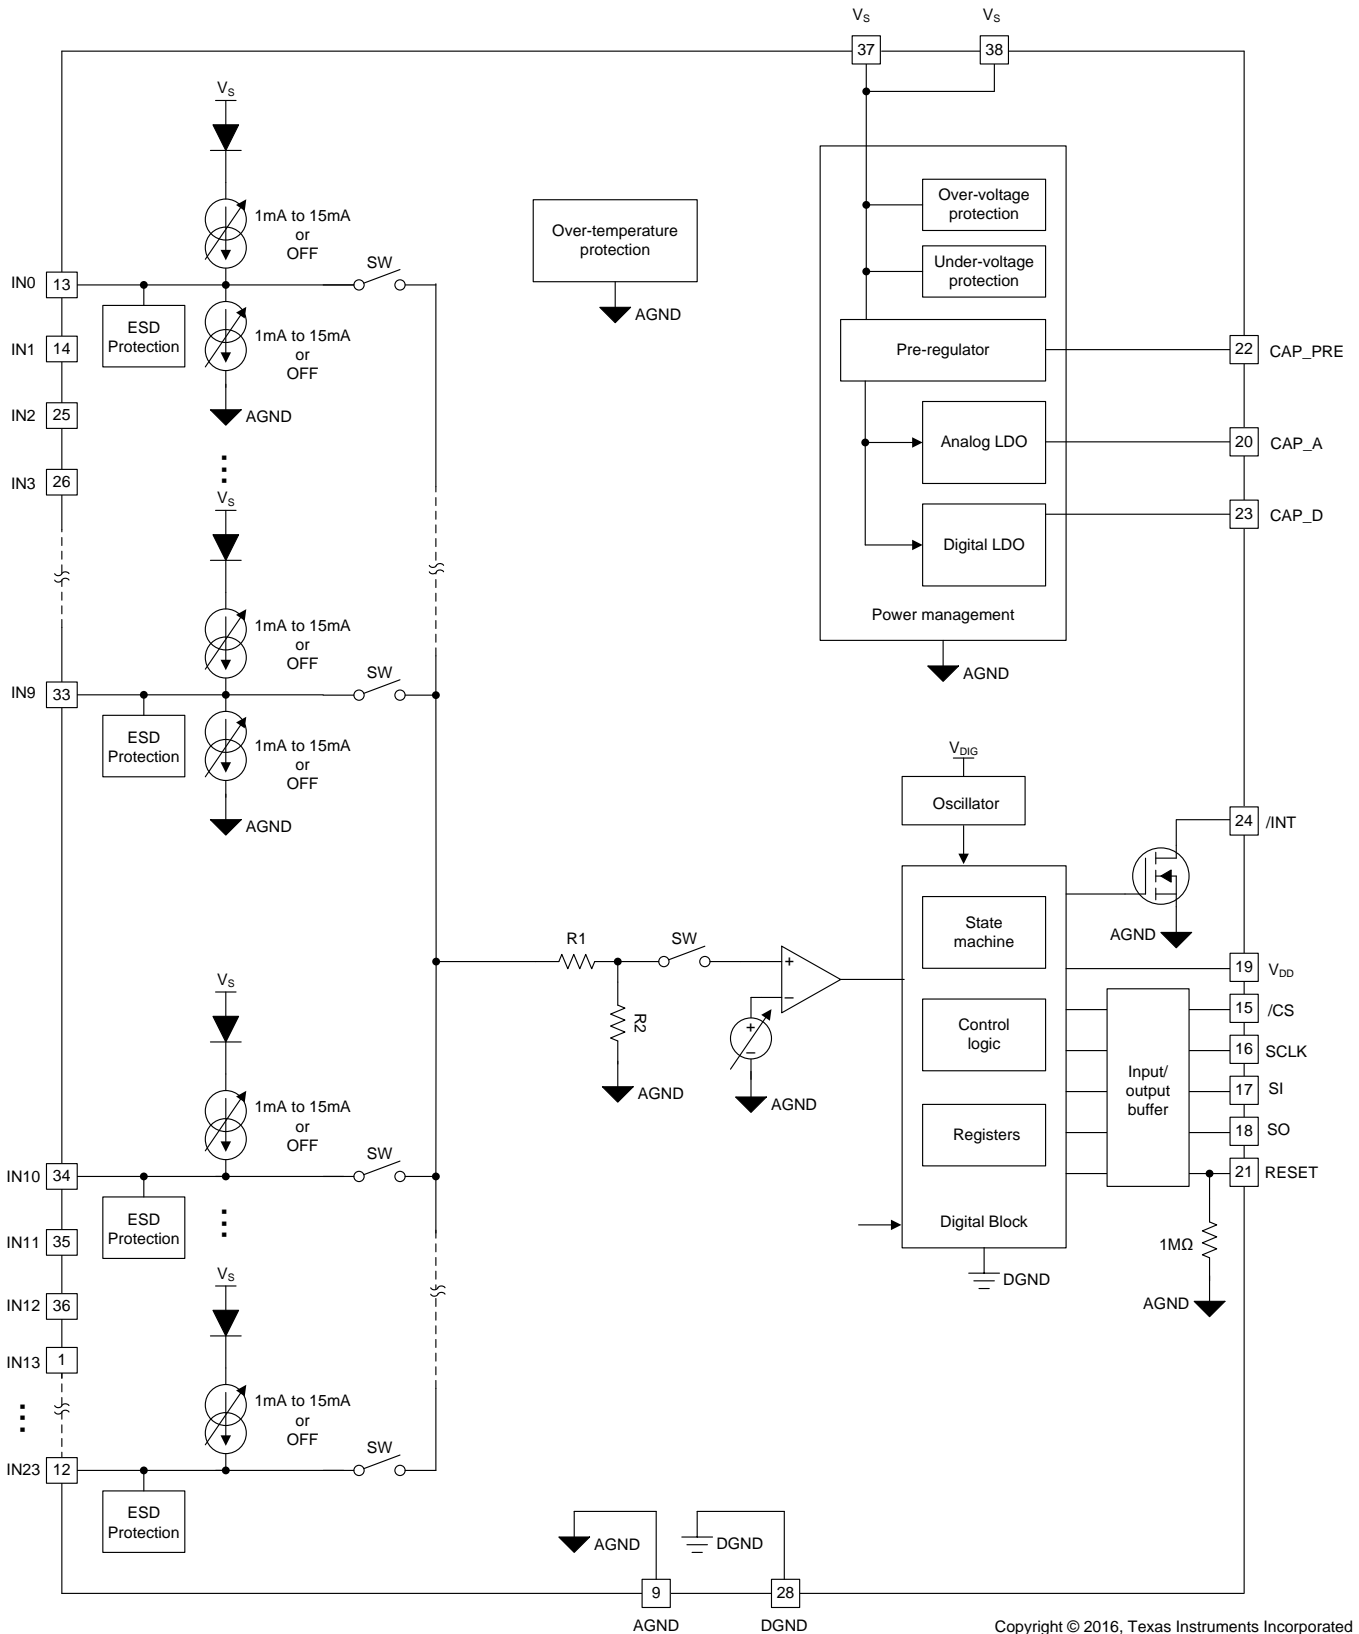 VS
VS
37
38
VS
Over-voltage
protection
1mA to 15mA
or
OFF
Over-temperature
protection
Under-voltage
protection
SW
IN0
13
AGND
ESD
Protection
1mA to 15mA
or
OFF
IN1
14
Pre-regulator
22
CAP_PRE
IN2
25
AGND
Analog LDO
20
CAP_A
IN3
26
VS
23
CAP_D
Digital LDO
1mA to 15mA
or
OFF
Power management
SW
AGND
IN9
33
ESD
Protection
1mA to 15mA
or
OFF
VDIG
Oscillator
AGND
24
/INT
State
machine
AGND
R1
SW
+
−
19
VDD
VS
R2
+
−
Control
logic
15
/CS
16
SCLK
Input/
output
buffer
AGND
AGND
17
SI
1mA to 15mA
or
OFF
Registers
18
SO
SW
IN10
34
21
RESET
ESD
Protection
Digital Block
IN11
35
1MΩ
VS
DGND
IN12
36
AGND
IN13
1
1mA to 15mA
or
OFF
SW
IN23
12
ESD
Protection
AGND
DGND
9
28
AGND
DGND
Copyright © 2016, Texas Instruments Incorporated